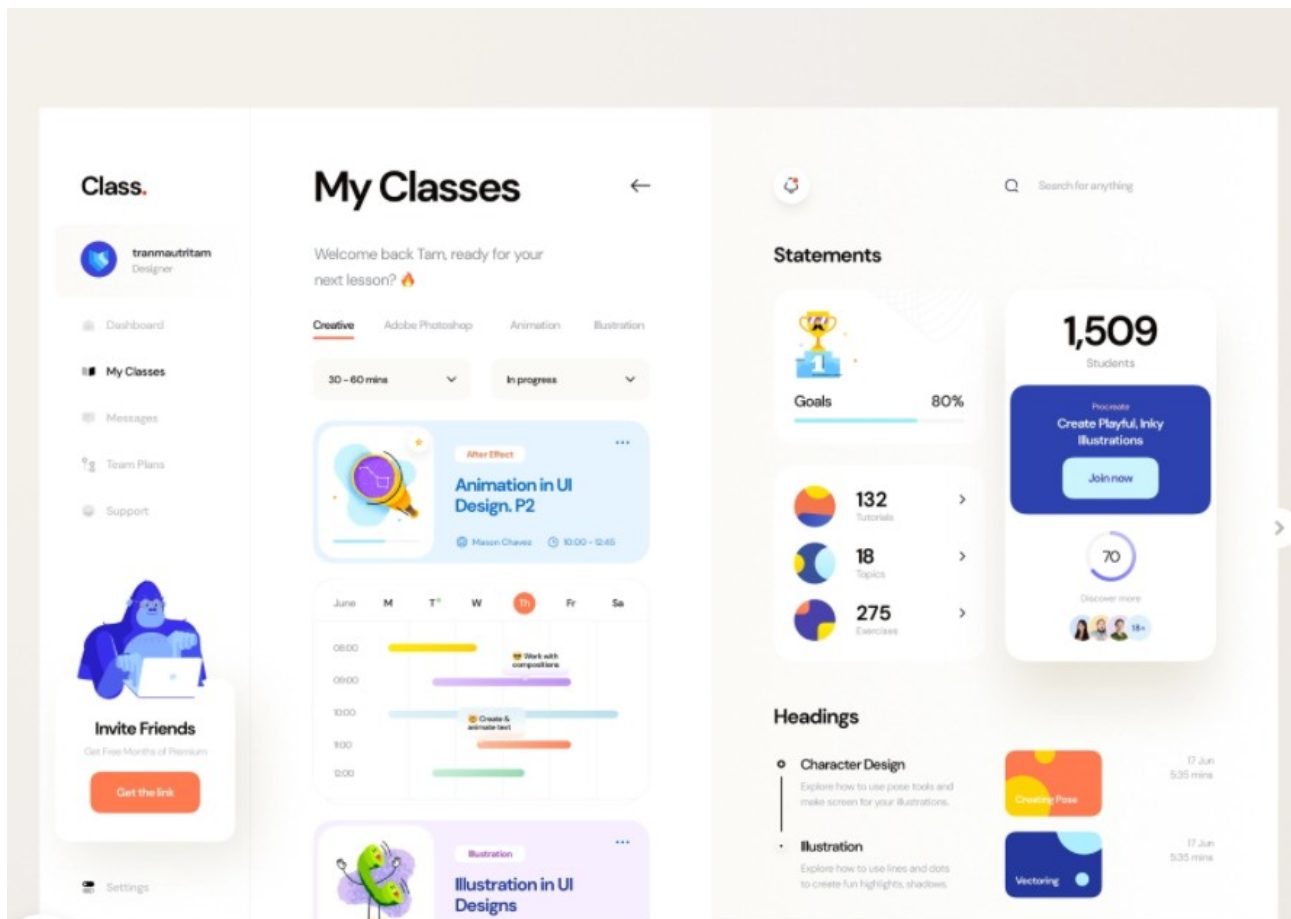 Class.
tranmautritam
Designer
Dashboard
My Classes
Messages
Team Plans
Support
Invite Friends
Get Free Months of Premium
Get the link
Settings
My Classes
Welcome back Tam, ready for your
next lesson? 🔥
Creative Adobe Photoshop Animation Illustration
30 - 60 mins In progress
After Effect
Animation in UI
Design. P2
Mason Chavez 10:00 - 12:45
June M T W Th Fr Sa
08:00
Work with
compositions
09:00
10:00
Create &
animate text
11:00
12:00
Illustration
Illustration in UI
Designs
Search for anything
Statements
1
Goals 80%
132
Tutorials
18
Topics
275
Exercises
1,509
Students
Procreate
Create Playful, Inky
Illustrations
Join now
70
Discover more
18+
Headings
Character Design
Explore how to use pose tools and
make screen for your illustrations.
Creating Pose
17 Jun
5:35 mins
Illustration
Explore how to use lines and dots
to create fun highlights, shadows.
Vectoring
17 Jun
5:35 mins